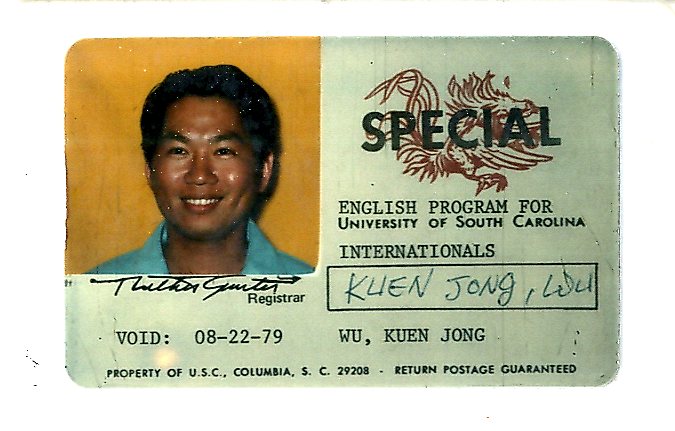 SPECIAL
ENGLISH PROGRAM FOR
UNIVERSITY OF SOUTH CAROLINA
INTERNATIONALS
KUEN JONG, WU
Registrar
VOID: 08-22-79 WU, KUEN JONG
PROPERTY OF U.S.C., COLUMBIA, S. C. 29208 - RETURN POSTAGE GUARANTEED